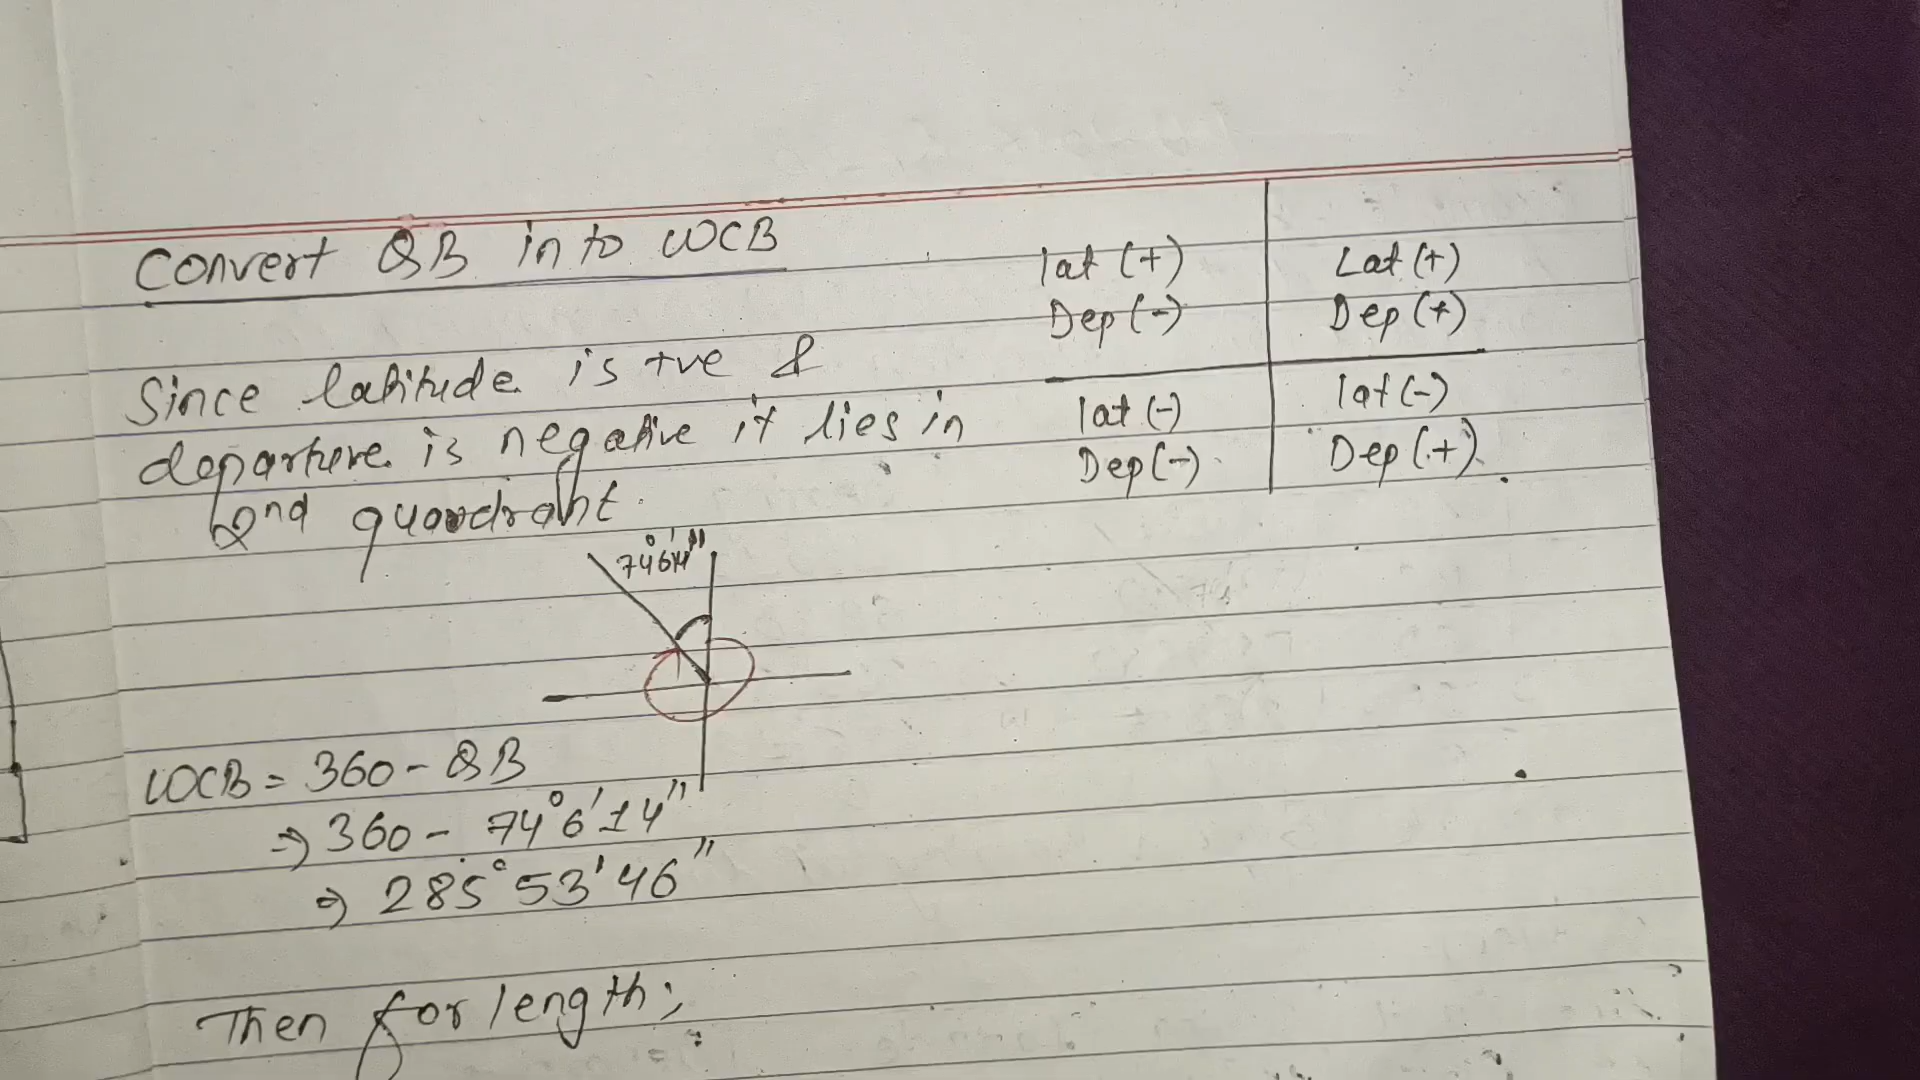 Convert QB in to WCB
lat (+)
Dep (-)
Lat (+)
Dep (+)
lat (-)
Dep (-)
lat (-)
Dep (+)
Since latitude is +ve &
departure is negative it lies in
2nd quadrant.
74°6'14"
WCB = 360 - QB
⇒ 360 - 74°6'14"
⇒ 285°53'46"
Then for length;